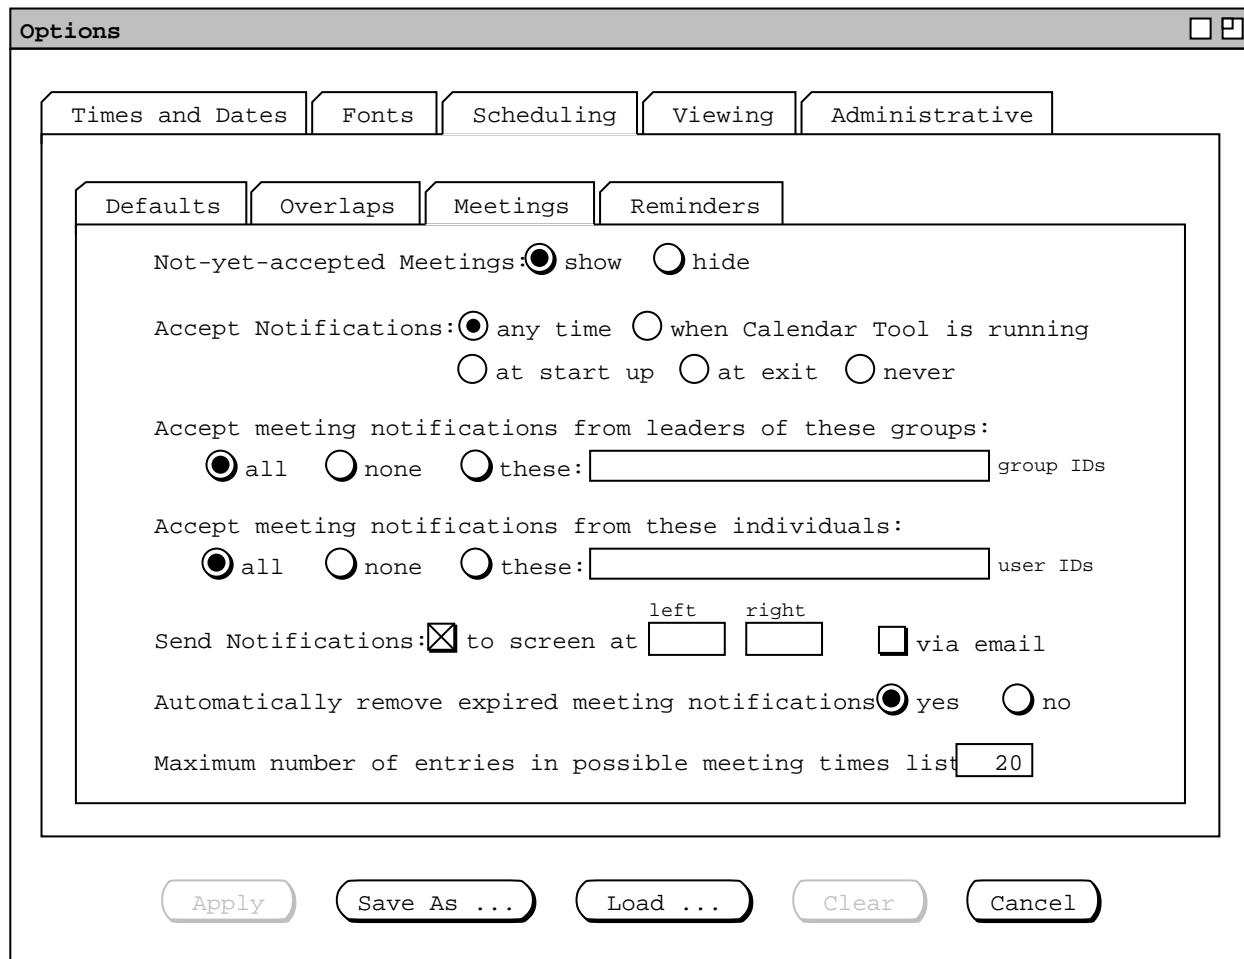 Options
Times and Dates Fonts Scheduling Viewing Administrative
Defaults Overlaps Meetings Reminders
Not-yet-accepted Meetings: show hide
Accept Notifications: any time when Calendar Tool is running
at start up at exit never
Accept meeting notifications from leaders of these groups:
all none these: group IDs
Accept meeting notifications from these individuals:
all none these: user IDs
left right
Send Notifications: to screen at via email
Automatically remove expired meeting notifications yes no
Maximum number of entries in possible meeting times list 20
Apply Save As ... Load ... Clear Cancel